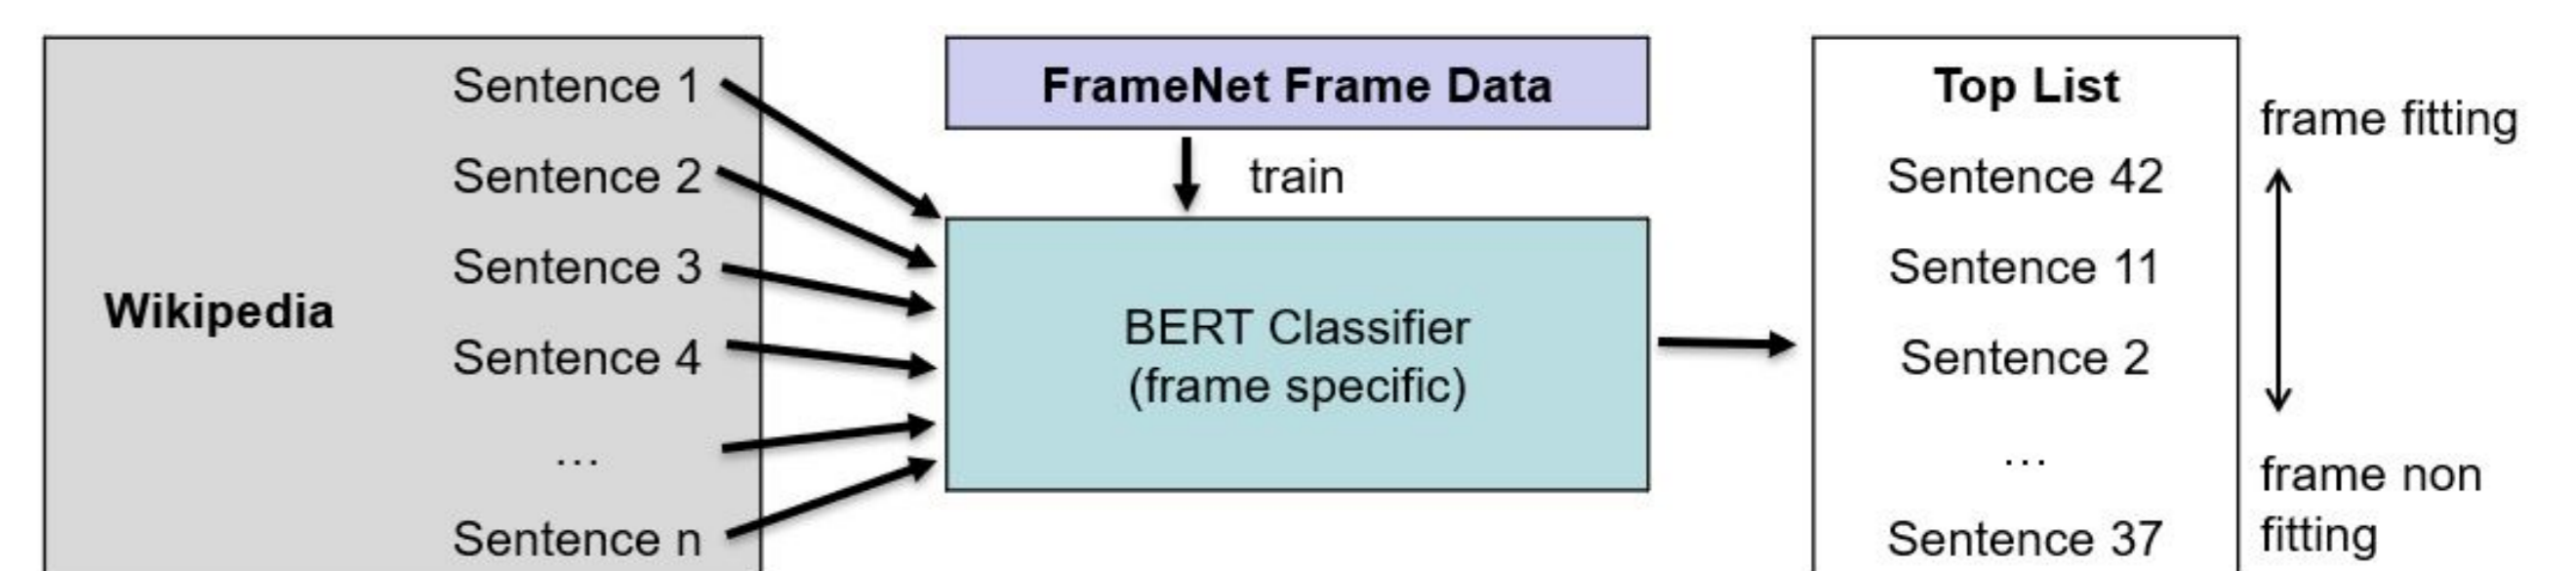 Wikipedia
Sentence 1
Sentence 2
Sentence 3
Sentence 4
...
Sentence n
FrameNet Frame Data
train
BERT Classifier
(frame specific)
Top List
Sentence 42
Sentence 11
Sentence 2
...
Sentence 37
frame fitting
frame non
fitting